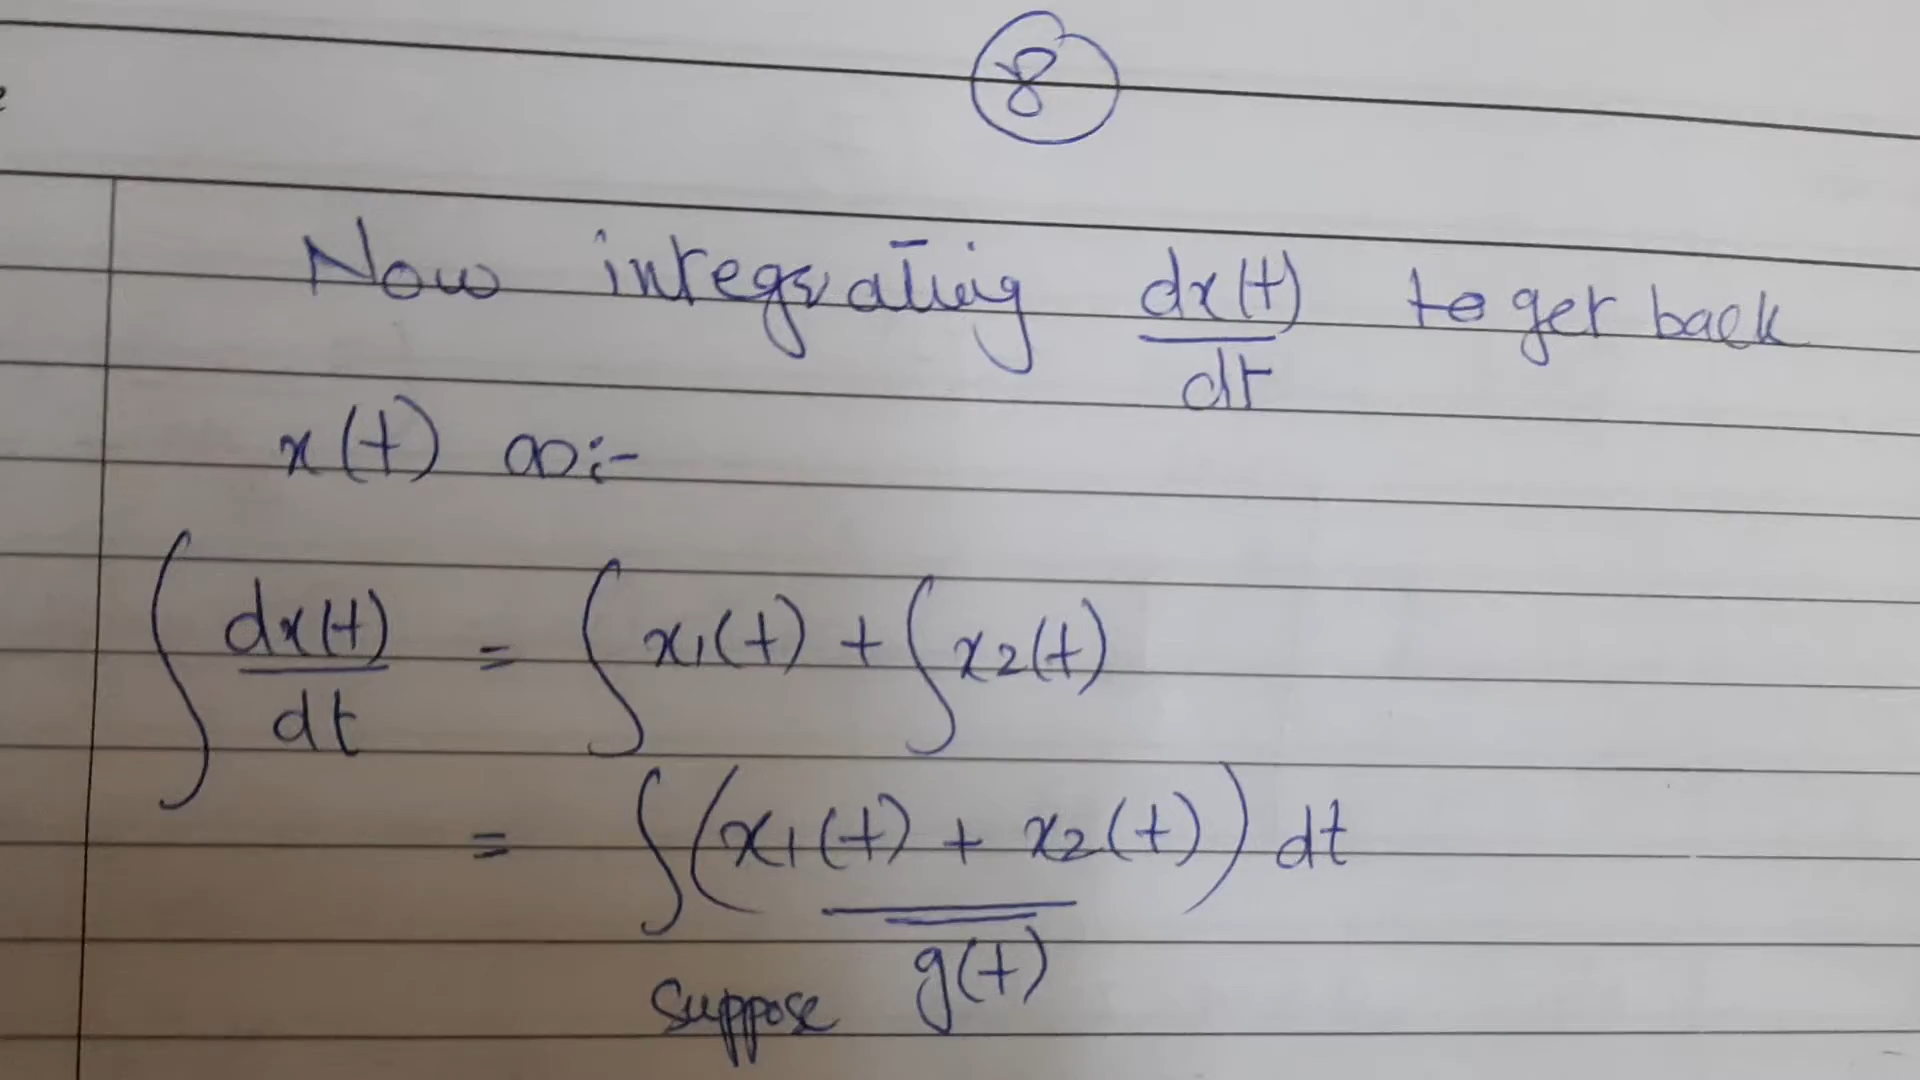 8
Now integrating dx(t)/dt to get back
x(t) as:-
∫ dx(t)/dt = ∫ x1(t) + ∫ x2(t)
= ∫ (x1(t) + x2(t)) dt
suppose g(t)